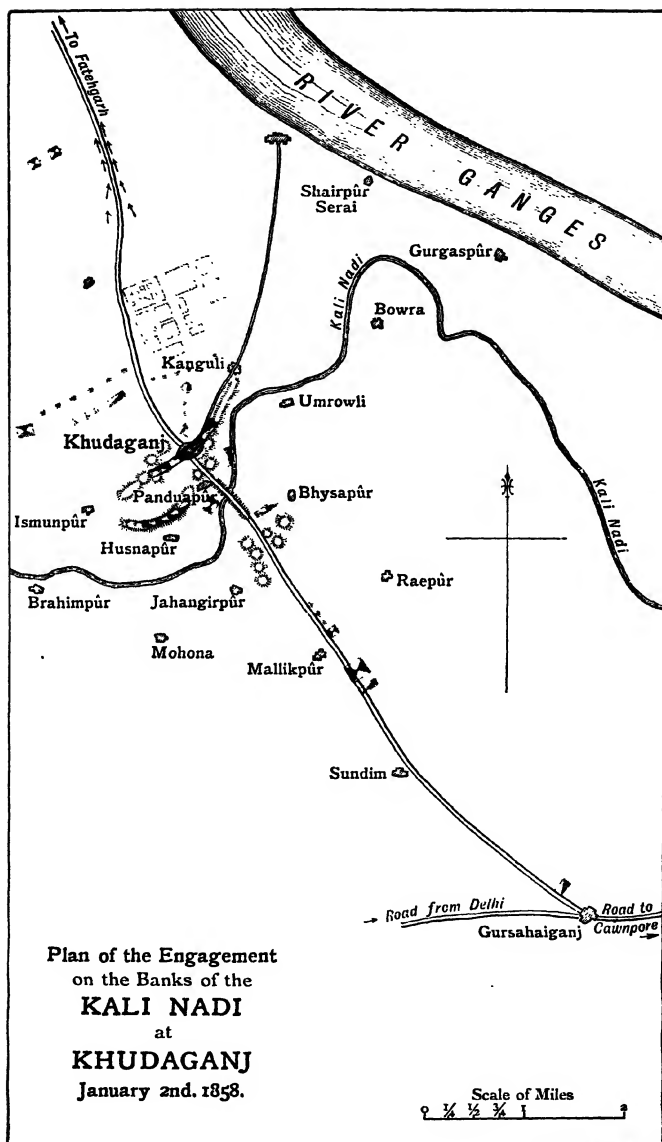 To Fatehgarh
RIVER GANGES
Shairpûr
Serai
Gurgaspûr
Kali Nadi
Bowra
Kanguli
Umrowli
Khudaganj
Panduapûr
Bhysapûr
Kali Nadi
Ismunpûr
Husnapûr
Raepûr
Brahimpûr
Jahangirpûr
Mohona
Mallikpûr
Sundim
Road from Delhi
Road to
Gursahaiganj
Cawnpore
Plan of the Engagement
on the Banks of the
KALI NADI
at
KHUDAGANJ
January 2nd. 1858.
Scale of Miles
0 ¼ ½ ¾ 1 2